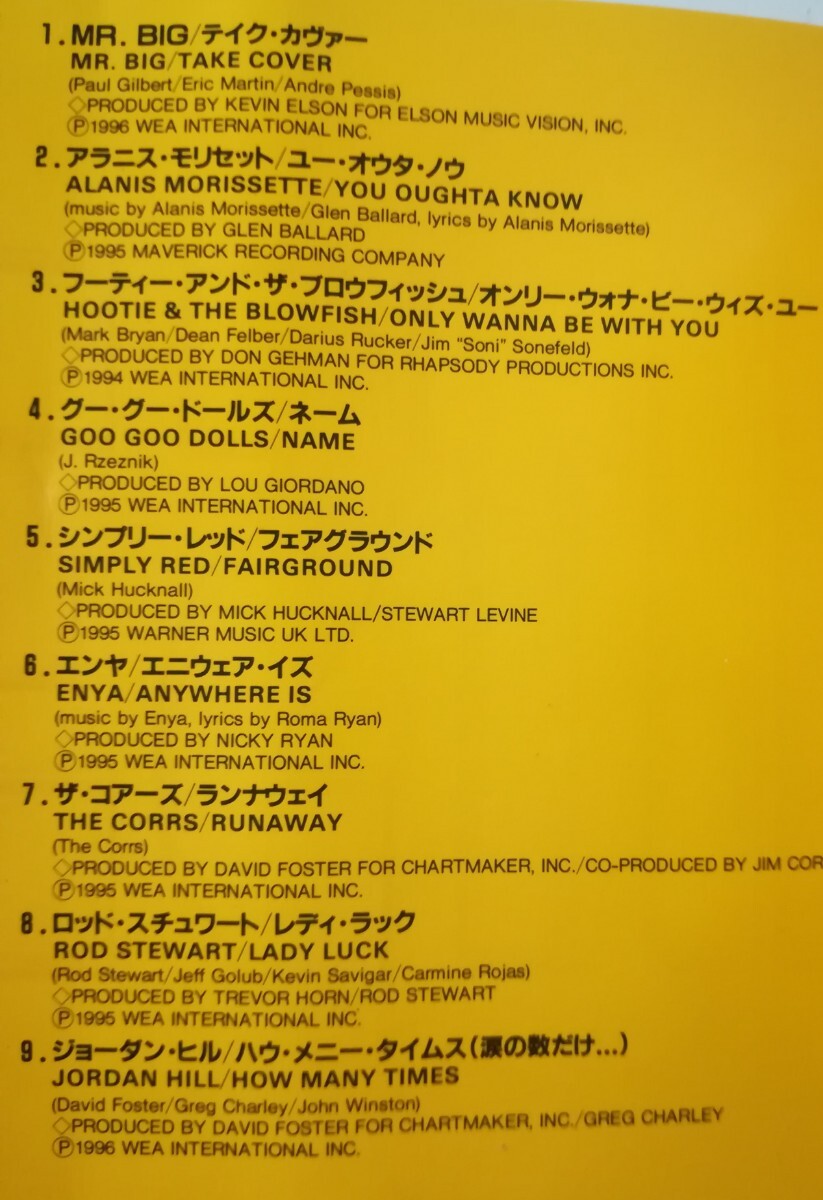 1.MR. BIG/テイク・カヴァー
MR. BIG/TAKE COVER
(Paul Gilbert/Eric Martin/Andre Pessis)
◇PRODUCED BY KEVIN ELSON FOR ELSON MUSIC VISION, INC.
Ⓟ1996 WEA INTERNATIONAL INC.
2.アラニス・モリセット/ユー・オウタ・ノウ
ALANIS MORISSETTE/YOU OUGHTA KNOW
(music by Alanis Morissette/Glen Ballard, lyrics by Alanis Morissette)
◇PRODUCED BY GLEN BALLARD
Ⓟ1995 MAVERICK RECORDING COMPANY
3.フーティー・アンド・ザ・ブロウフィッシュ/オンリー・ウォナ・ビー・ウィズ・ユー
HOOTIE & THE BLOWFISH/ONLY WANNA BE WITH YOU
(Mark Bryan/Dean Felber/Darius Rucker/Jim "Soni" Sonefeld)
◇PRODUCED BY DON GEHMAN FOR RHAPSODY PRODUCTIONS INC.
Ⓟ1994 WEA INTERNATIONAL INC.
4.グー・グー・ドールズ/ネーム
GOO GOO DOLLS/NAME
(J. Rzeznik)
◇PRODUCED BY LOU GIORDANO
Ⓟ1995 WEA INTERNATIONAL INC.
5.シンプリー・レッド/フェアグラウンド
SIMPLY RED/FAIRGROUND
(Mick Hucknall)
◇PRODUCED BY MICK HUCKNALL/STEWART LEVINE
Ⓟ1995 WARNER MUSIC UK LTD.
6.エンヤ/エニウェア・イズ
ENYA/ANYWHERE IS
(music by Enya, lyrics by Roma Ryan)
◇PRODUCED BY NICKY RYAN
Ⓟ1995 WEA INTERNATIONAL INC.
7.ザ・コアーズ/ランナウェイ
THE CORRS/RUNAWAY
(The Corrs)
◇PRODUCED BY DAVID FOSTER FOR CHARTMAKER, INC./CO-PRODUCED BY JIM COR
Ⓟ1995 WEA INTERNATIONAL INC.
8.ロッド・スチュワート/レディ・ラック
ROD STEWART/LADY LUCK
(Rod Stewart/Jeff Golub/Kevin Savigar/Carmine Rojas)
◇PRODUCED BY TREVOR HORN/ROD STEWART
Ⓟ1995 WEA INTERNATIONAL INC.
9.ジョーダン・ヒル/ハウ・メニー・タイムス(涙の数だけ…)
JORDAN HILL/HOW MANY TIMES
(David Foster/Greg Charley/John Winston)
◇PRODUCED BY DAVID FOSTER FOR CHARTMAKER, INC./GREG CHARLEY
Ⓟ1996 WEA INTERNATIONAL INC.